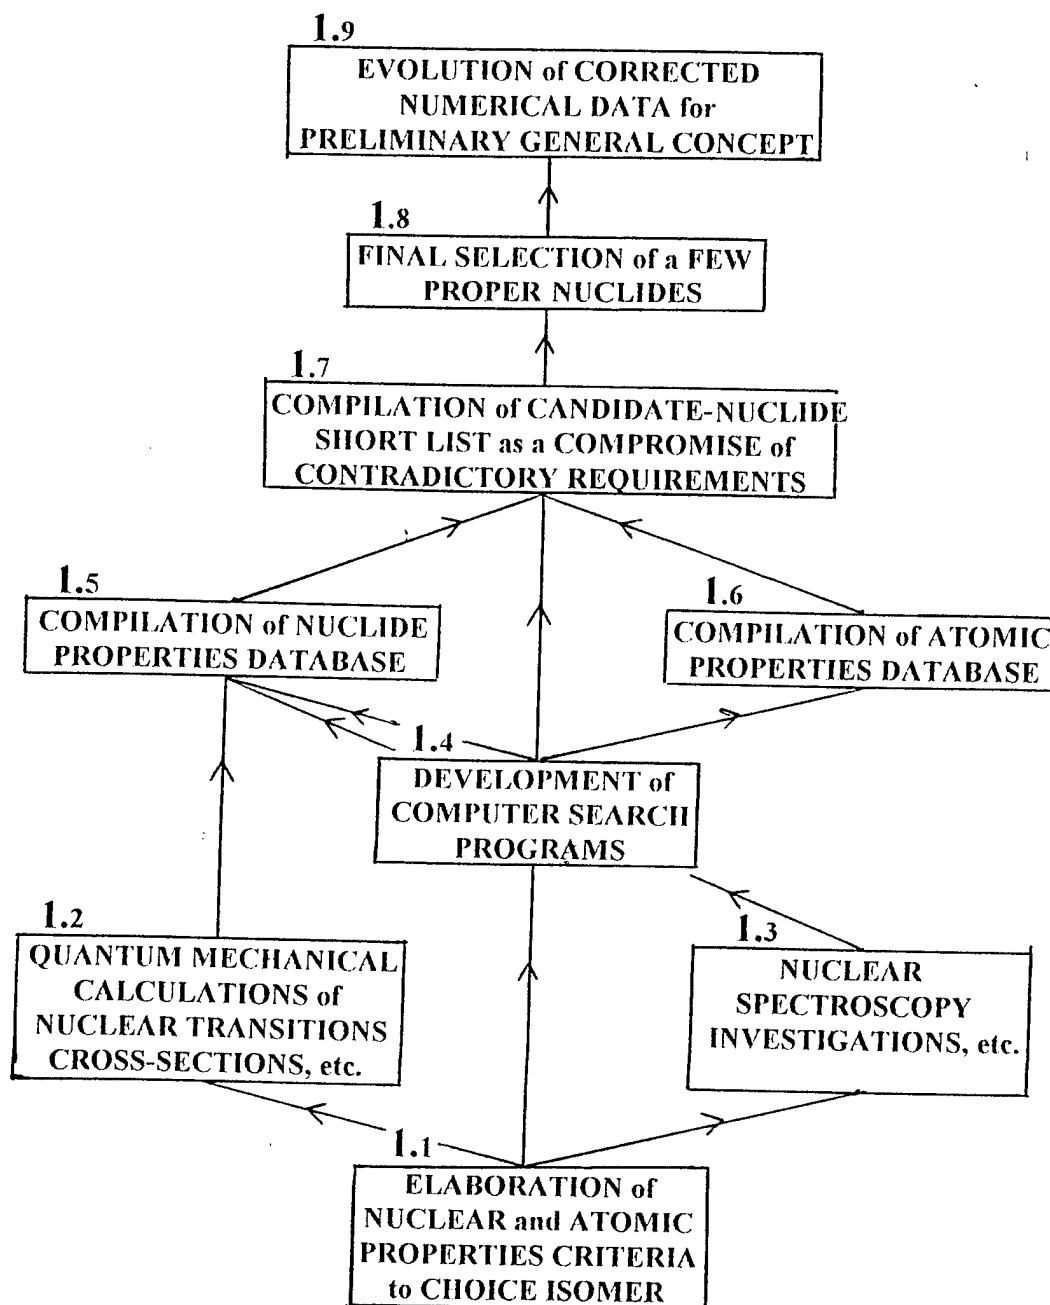 1.9
EVOLUTION of CORRECTED
NUMERICAL DATA for
PRELIMINARY GENERAL CONCEPT
1.8
FINAL SELECTION of a FEW
PROPER NUCLIDES
1.7
COMPILATION of CANDIDATE-NUCLIDE
SHORT LIST as a COMPROMISE of
CONTRADICTORY REQUIREMENTS
1.5
COMPILATION of NUCLIDE
PROPERTIES DATABASE
1.6
COMPILATION of ATOMIC
PROPERTIES DATABASE
1.4
DEVELOPMENT of
COMPUTER SEARCH
PROGRAMS
1.2
QUANTUM MECHANICAL
CALCULATIONS of
NUCLEAR TRANSITIONS
CROSS-SECTIONS, etc.
1.3
NUCLEAR
SPECTROSCOPY
INVESTIGATIONS, etc.
1.1
ELABORATION of
NUCLEAR and ATOMIC
PROPERTIES CRITERIA
to CHOICE ISOMER